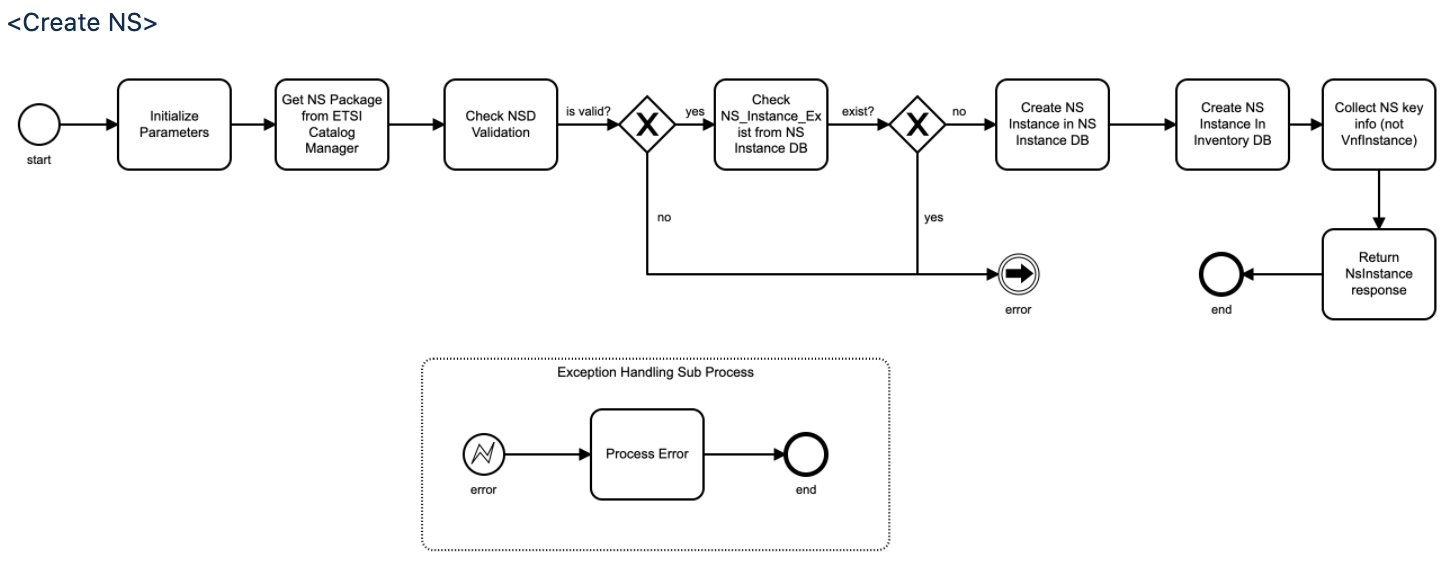 <Create NS>
start
Initialize
Parameters
Get NS Package
from ETSI
Catalog
Manager
Check NSD
Validation
is valid?
X
yes
no
Check
NS_Instance_Ex
ist from NS
Instance DB
exist?
X
no
yes
Create NS
Instance in NS
Instance DB
Create NS
Instance In
Inventory DB
Collect NS key
info (not
VnfInstance)
Return
NsInstance
response
end
error
Exception Handling Sub Process
error
Process Error
end